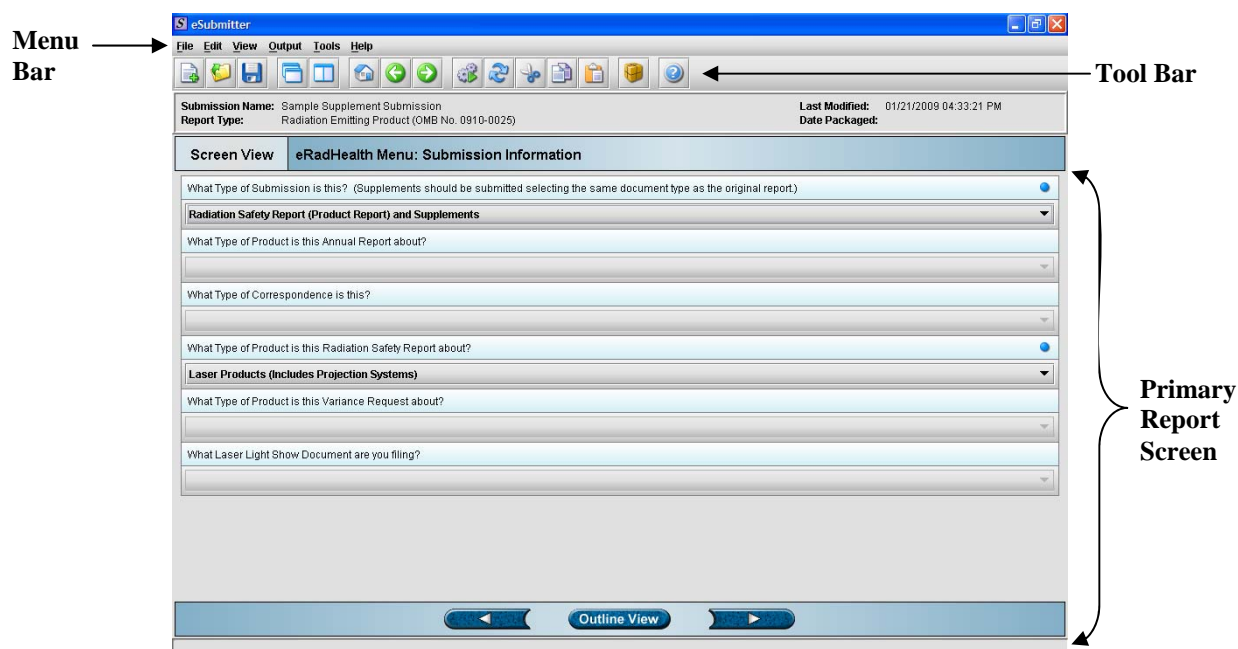 eSubmitter
Menu
Bar
File Edit View Output Tools Help
Tool Bar
Submission Name: Sample Supplement Submission
Last Modified: 01/21/2009 04:33:21 PM
Report Type: Radiation Emitting Product (OMB No. 0910-0025)
Date Packaged:
Screen View eRadHealth Menu: Submission Information
What Type of Submission is this? (Supplements should be submitted selecting the same document type as the original report.)
Radiation Safety Report (Product Report) and Supplements
What Type of Product is this Annual Report about?
What Type of Correspondence is this?
What Type of Product is this Radiation Safety Report about?
Laser Products (Includes Projection Systems)
What Type of Product is this Variance Request about?
What Laser Light Show Document are you filing?
Primary
Report
Screen
Outline View